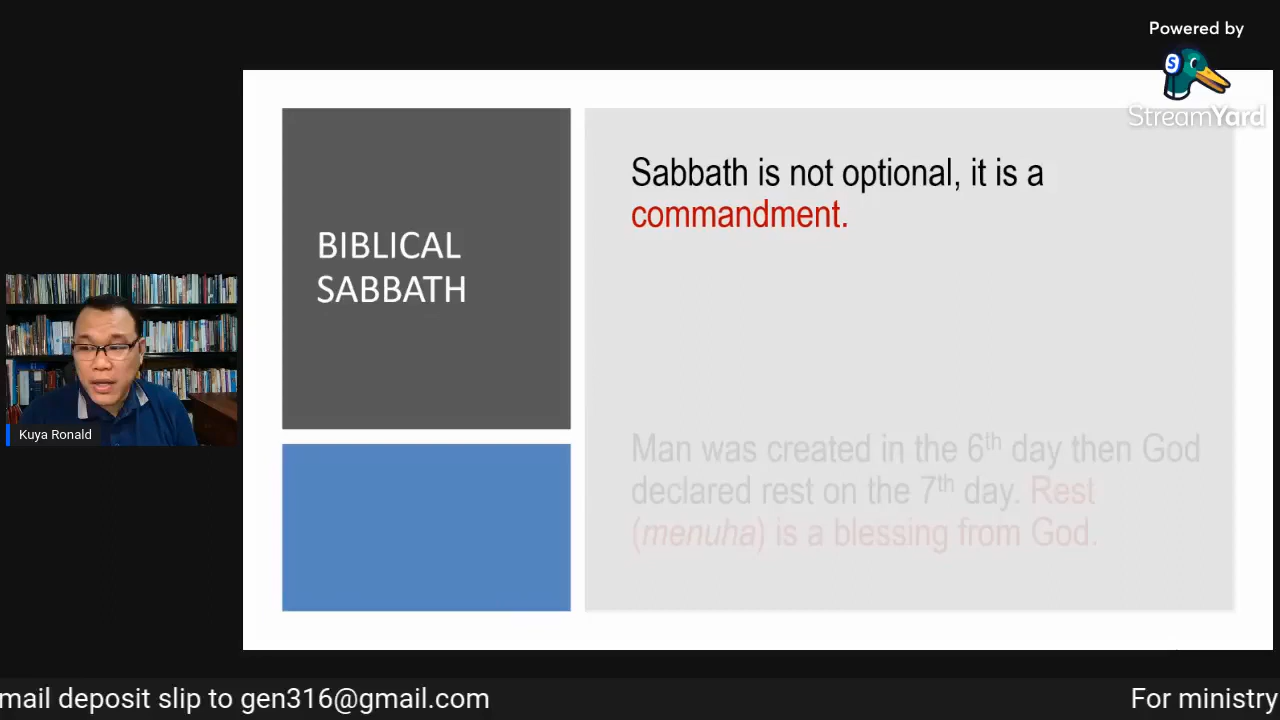 Powered by
StreamYard
Sabbath is not optional, it is a
commandment.
BIBLICAL
SABBATH
Man was created in the 6th day then God
declared rest on the 7th day. Rest
(menuha) is a blessing from God.
Kuya Ronald
mail deposit slip to gen316@gmail.com
For ministry